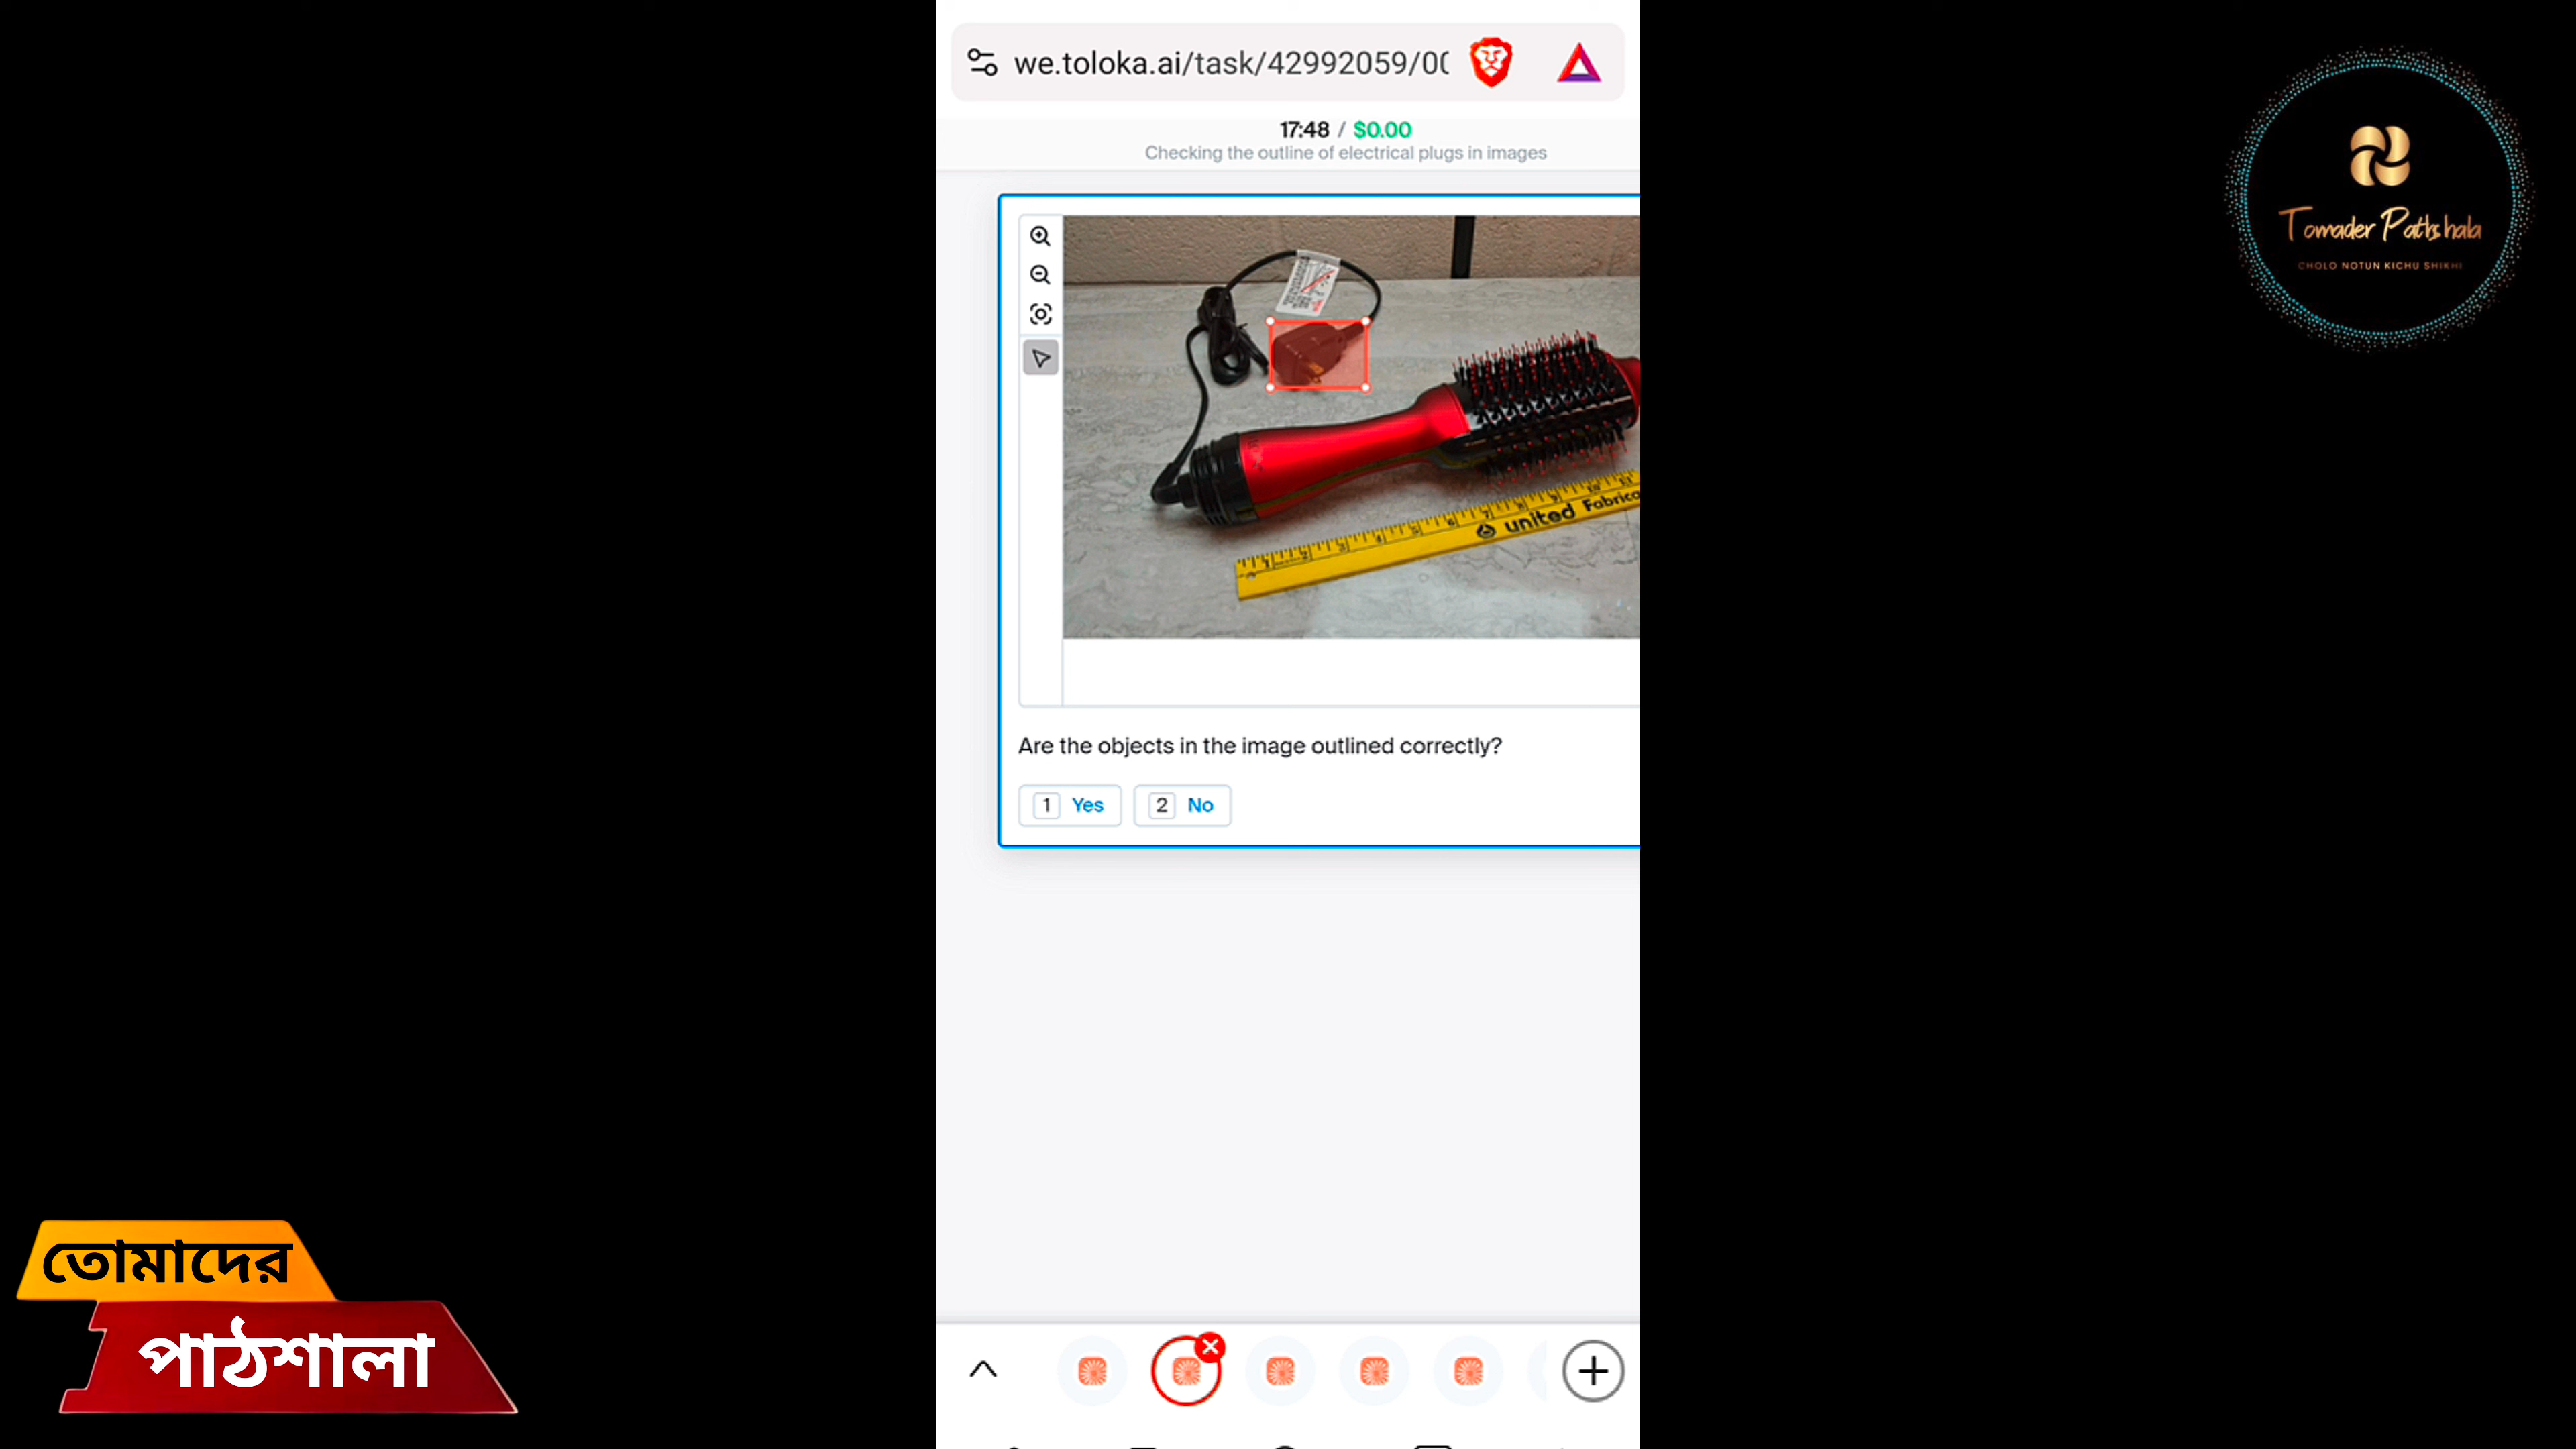 we.toloka.ai/task/42992059/00
17:48 / $0.00
Checking the outline of electrical plugs in images
Tomader Pathshala
CHOLO NOTUN KICHU SHIKHI
united Fabrica
Are the objects in the image outlined correctly?
1 Yes 2 No
তোমাদের
পাঠশালা